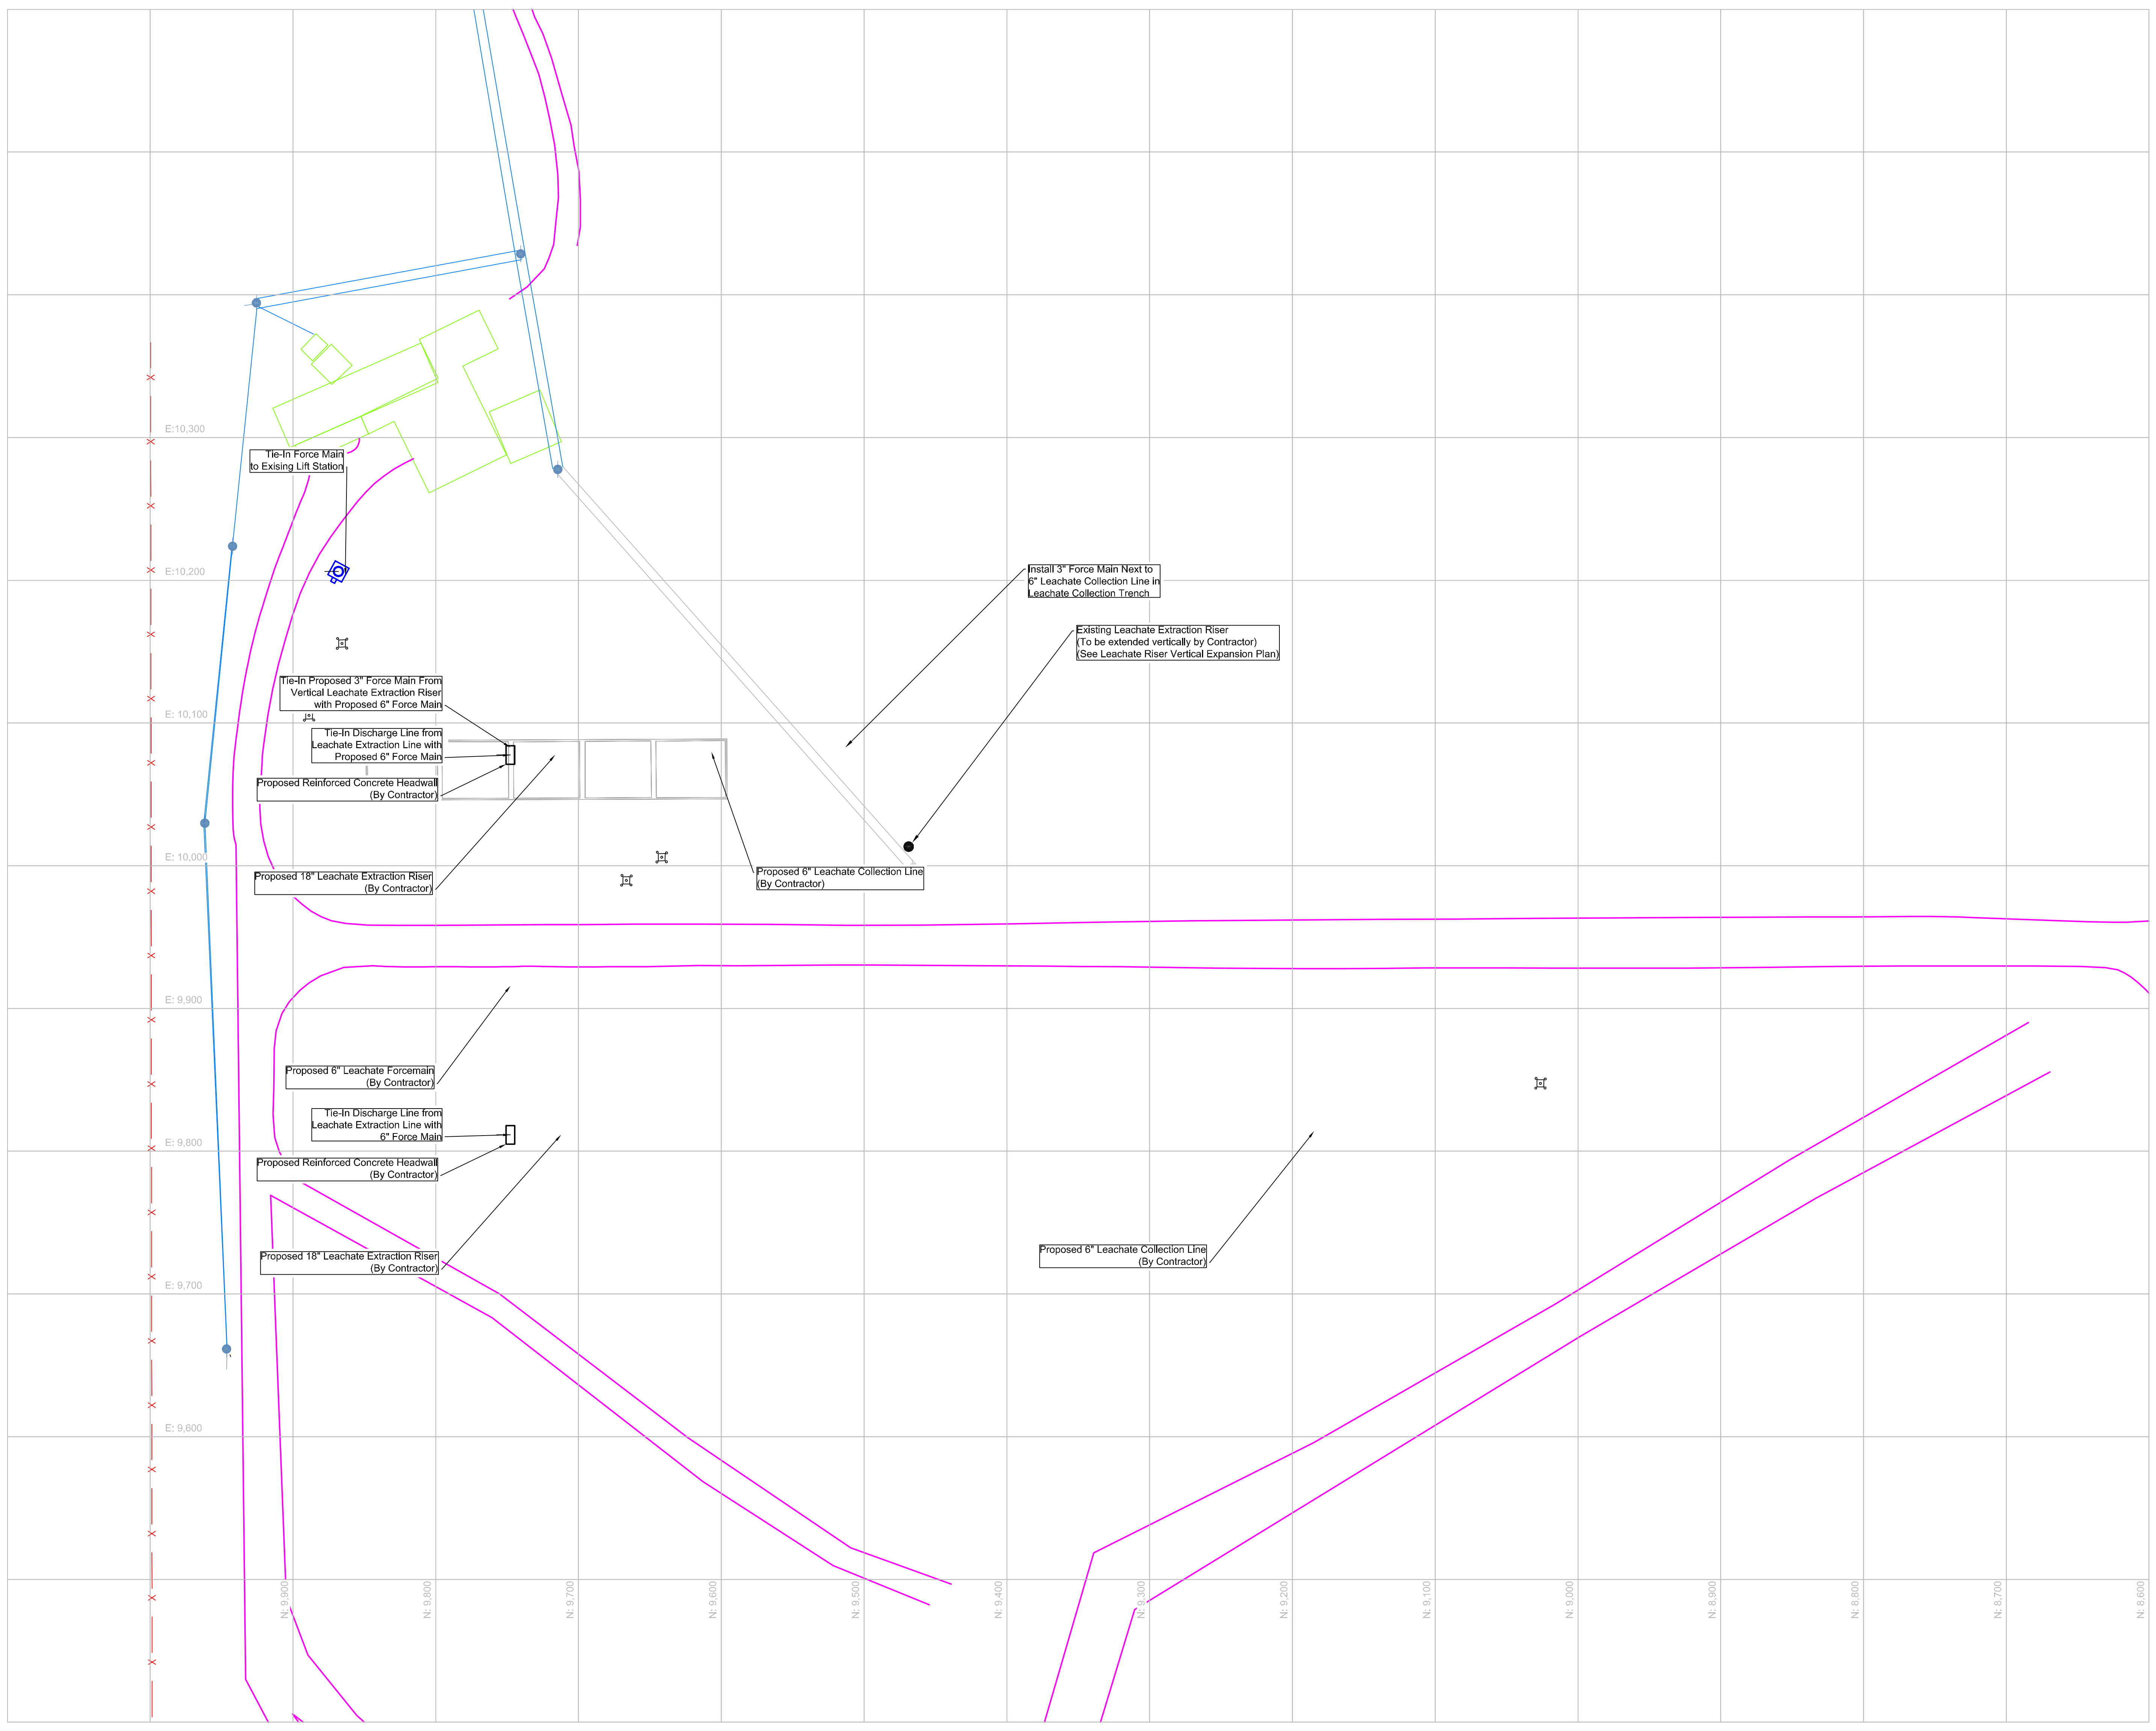 E:10,300
Tie-In Force Main
to Exising Lift Station
E:10,200
Install 3" Force Main Next to
6" Leachate Collection Line in
Leachate Collection Trench
Existing Leachate Extraction Riser
(To be extended vertically by Contractor)
(See Leachate Riser Vertical Expansion Plan)
Tie-In Proposed 3" Force Main From
Vertical Leachate Extraction Riser
with Proposed 6" Force Main
E: 10,100
Tie-In Discharge Line from
Leachate Extraction Line with
Proposed 6" Force Main
Proposed Reinforced Concrete Headwall
(By Contractor)
E: 10,000
Proposed 18" Leachate Extraction Riser
(By Contractor)
Proposed 6" Leachate Collection Line
(By Contractor)
E: 9,900
Proposed 6" Leachate Forcemain
(By Contractor)
Tie-In Discharge Line from
Leachate Extraction Line with
6" Force Main
E: 9,800
Proposed Reinforced Concrete Headwall
(By Contractor)
Proposed 18" Leachate Extraction Riser
(By Contractor)
Proposed 6" Leachate Collection Line
(By Contractor)
E: 9,700
E: 9,600
N: 9,900
N: 9,800
N: 9,700
N: 9,600
N: 9,500
N: 9,400
N: 9,300
N: 9,200
N: 9,100
N: 9,000
N: 8,900
N: 8,800
N: 8,700
N: 8,600